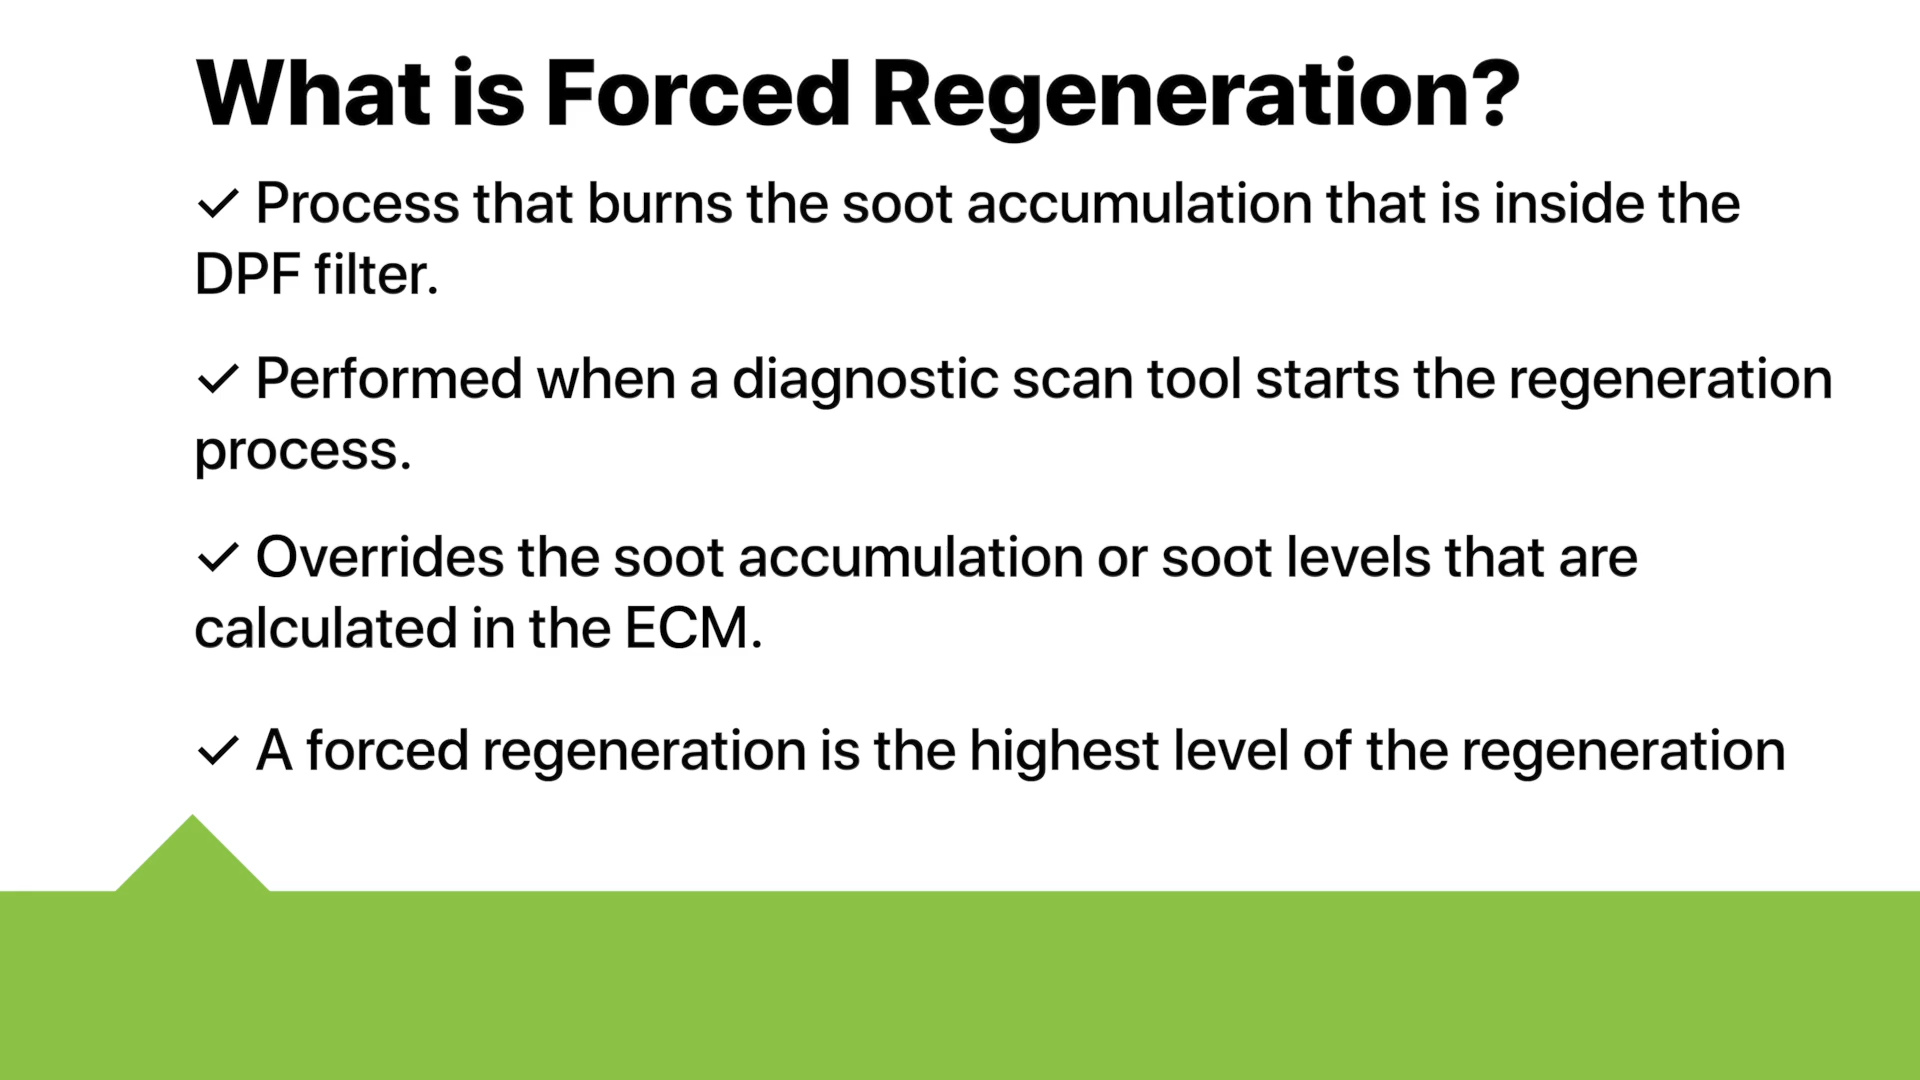 What is Forced Regeneration?
✓ Process that burns the soot accumulation that is inside the
DPF filter.
✓ Performed when a diagnostic scan tool starts the regeneration
process.
✓ Overrides the soot accumulation or soot levels that are
calculated in the ECM.
✓ A forced regeneration is the highest level of the regeneration